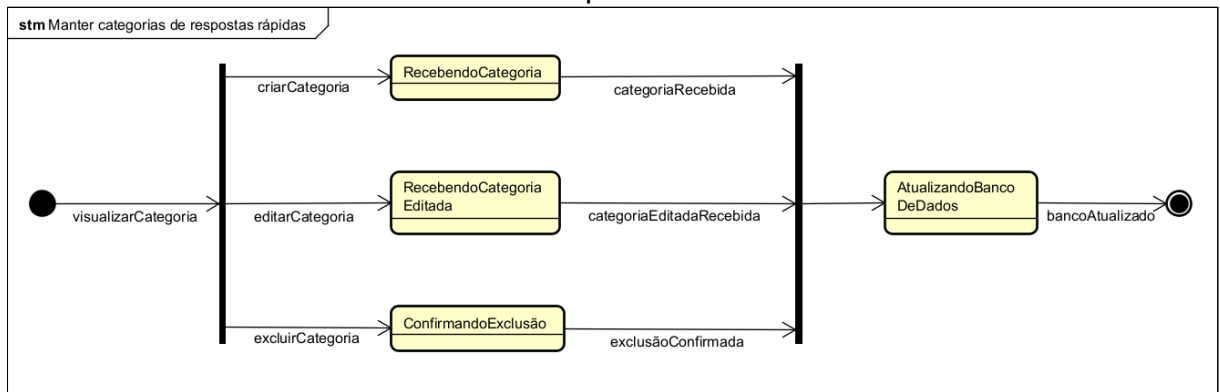 stm Manter categorias de respostas rápidas
RecebendoCategoria
criarCategoria
categoriaRecebida
RecebendoCategoria
Editada
AtualizandoBanco
DeDados
visualizarCategoria
editarCategoria
categoriaEditadaRecebida
bancoAtualizado
ConfirmandoExclusão
excluirCategoria
exclusãoConfirmada